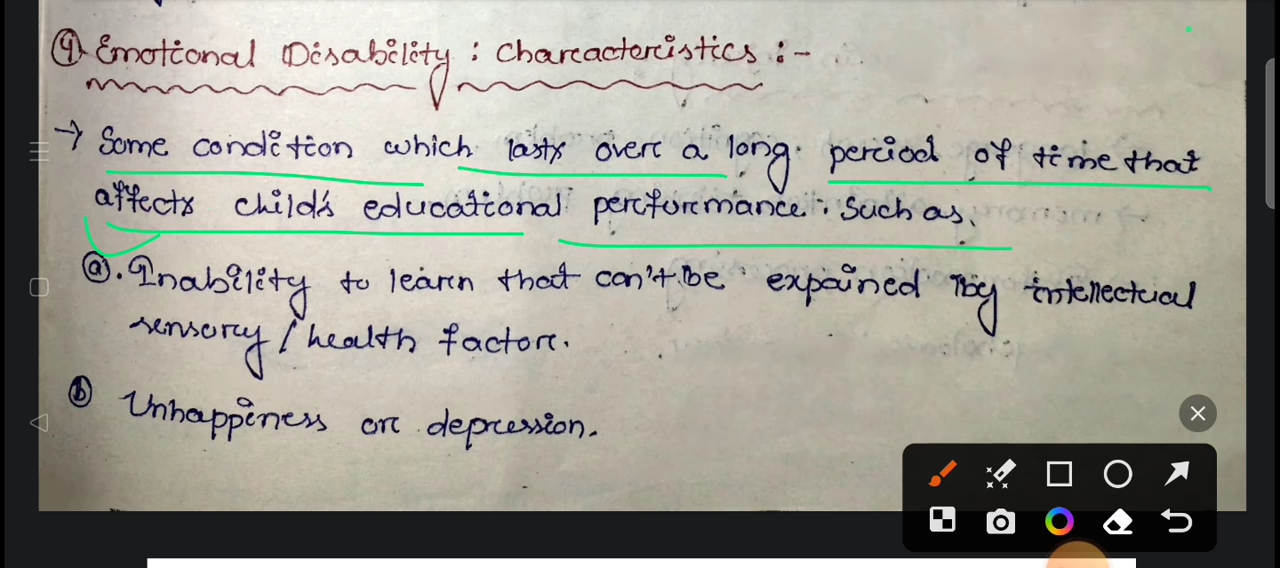 9 Emotional Disability : Characteristics :-
→ Some condition which lasts over a long period of time that
affects child's educational performance. Such as,
(a). Inability to learn that can't be expained by intellectual
sensory / health factor.
(b) Unhappiness or depression.